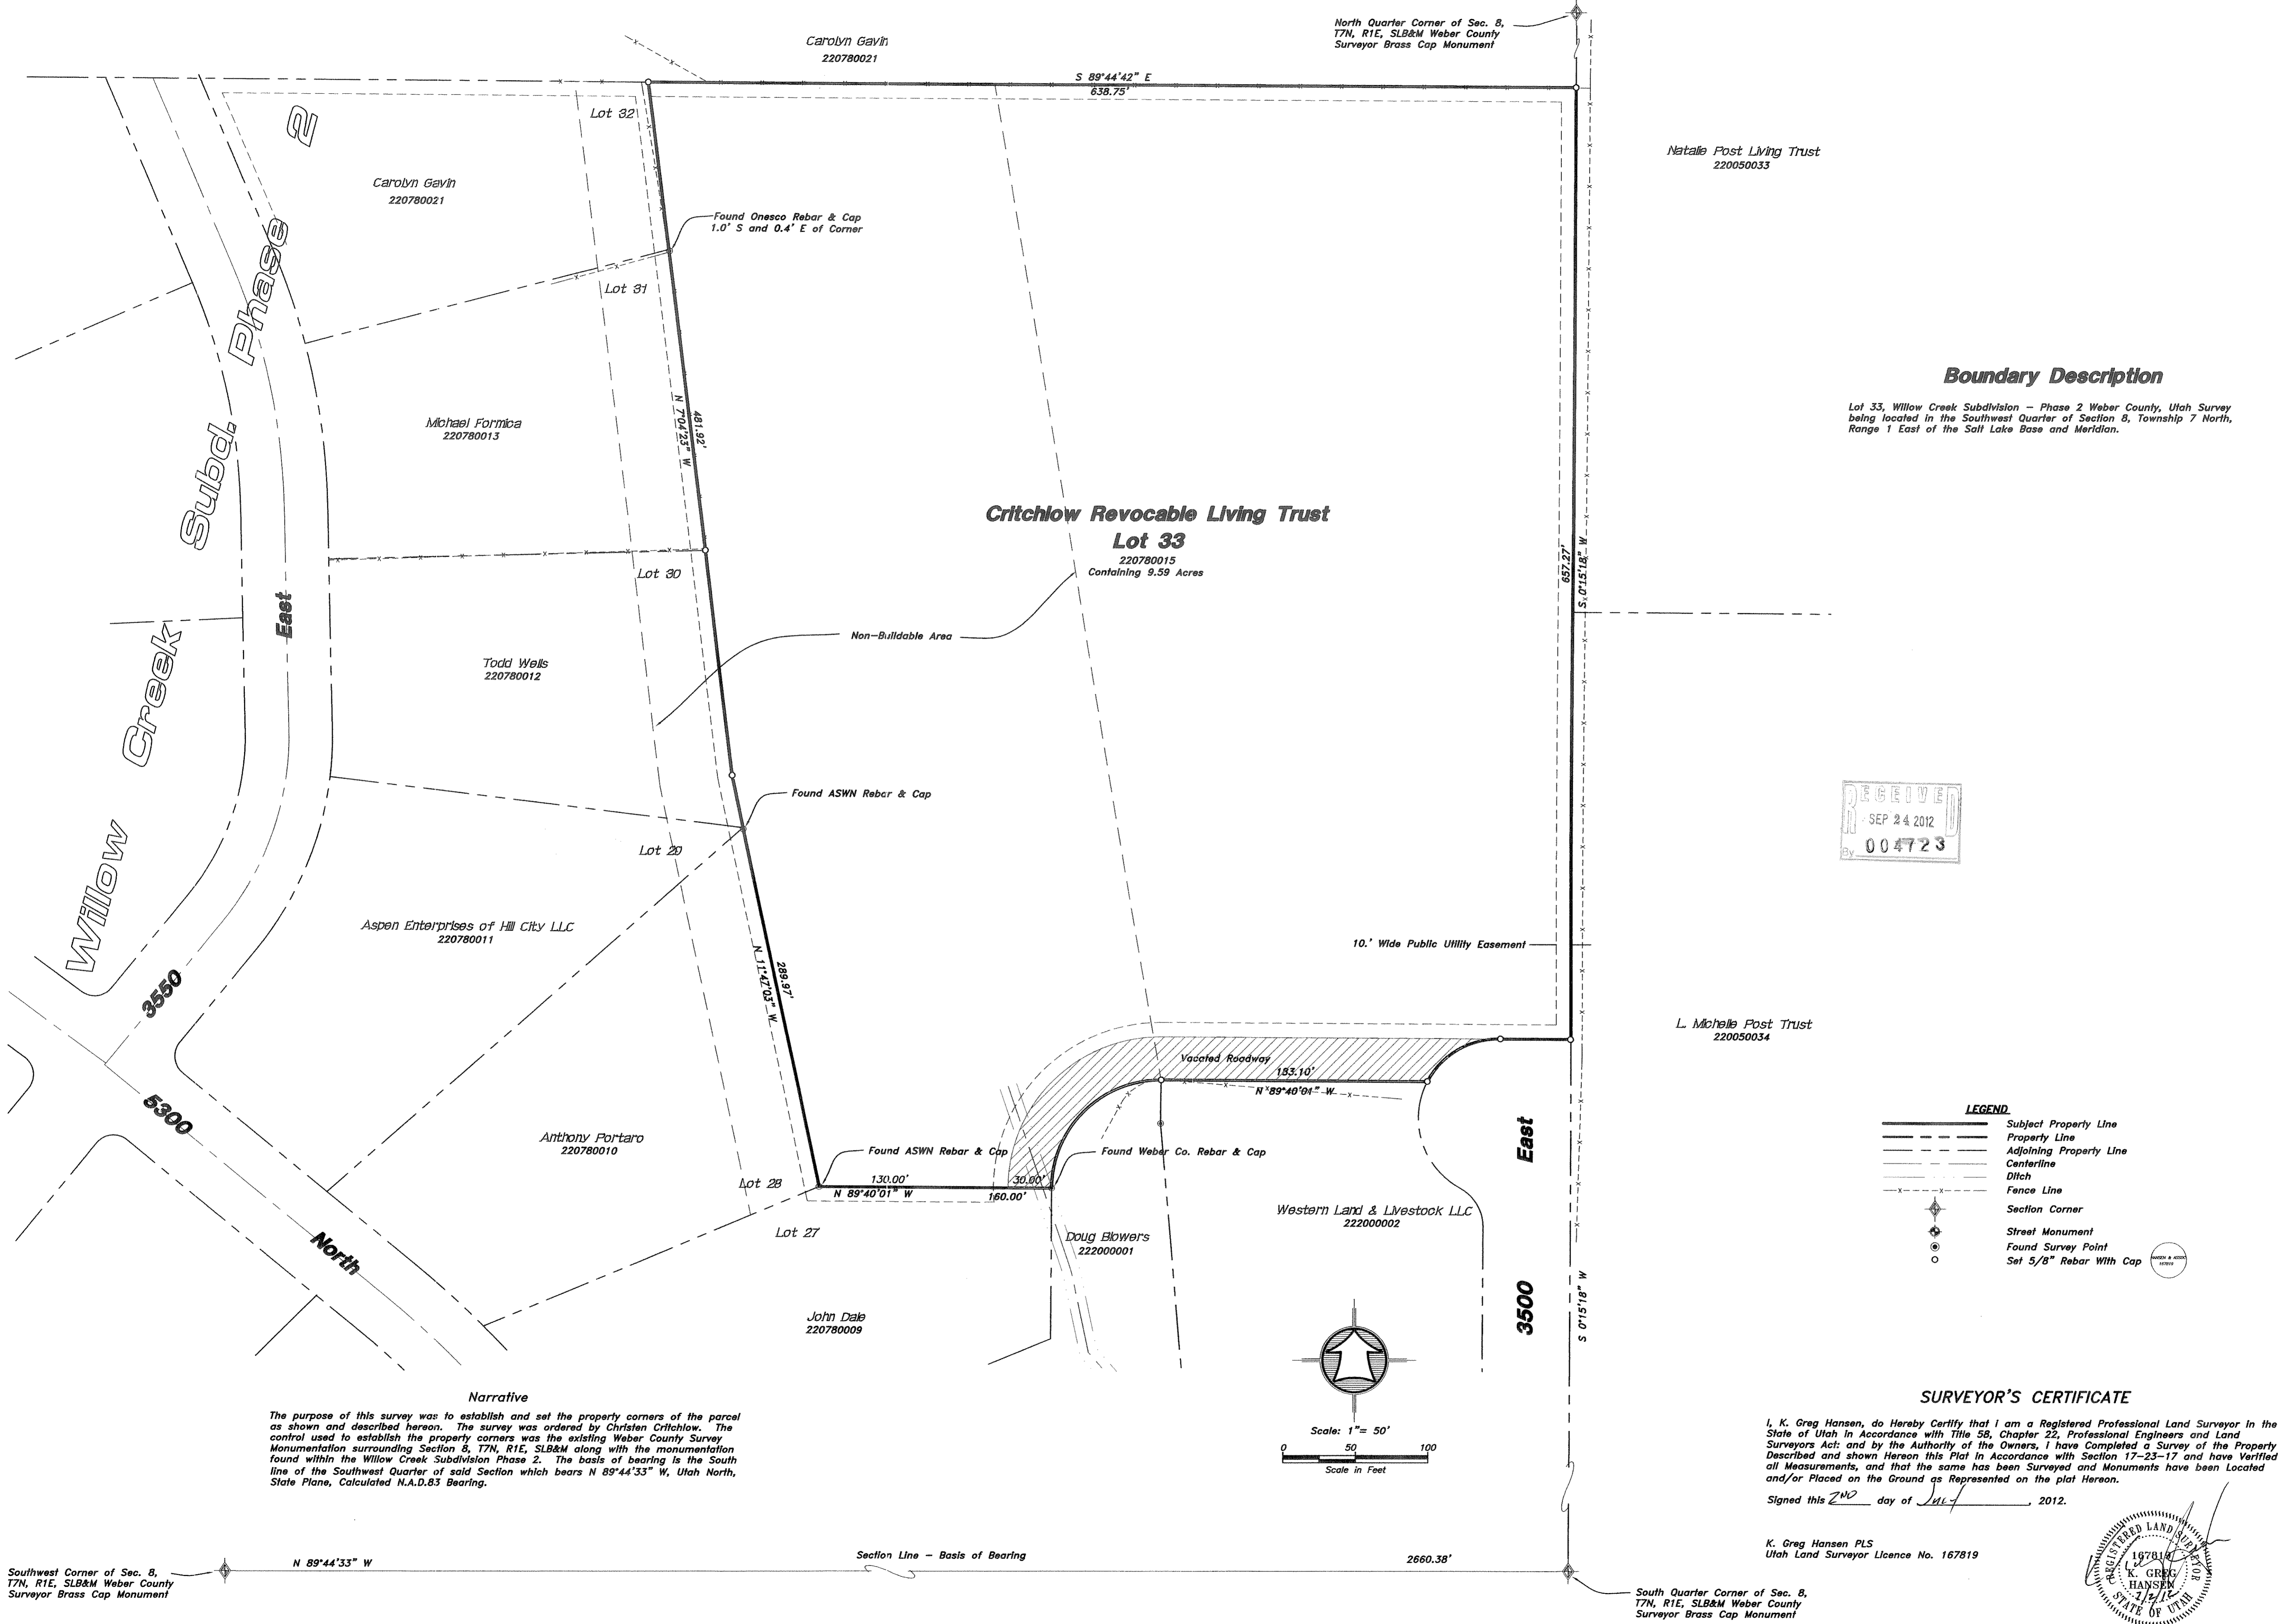 North Quarter Corner of Sec. 8,
T7N, R1E, SLB&M Weber County
Surveyor Brass Cap Monument
Carolyn Gavin
220780021
S 89°44'42" E
638.75'
2
Lot 32
Natalie Post Living Trust
220050033
Carolyn Gavin
220780021
Found Onesco Rebar & Cap
1.0' S and 0.4' E of Corner
Phase
Lot 31
Boundary Description
Lot 33, Willow Creek Subdivision – Phase 2 Weber County, Utah Survey
being located in the Southwest Quarter of Section 8, Township 7 North,
Range 1 East of the Salt Lake Base and Meridian.
481.92'
N 7°04'23" W
Michael Formica
220780013
Subd.
Critchlow Revocable Living Trust
Lot 33
220780015
Containing 9.59 Acres
657.27'
S 0°15'18" W
Lot 30
East
Non-Buildable Area
Creek
Todd Wells
220780012
Found ASWN Rebar & Cap
RECEIVED
SEP 24 2012
By 004723
Lot 29
Willow
Aspen Enterprises of Hill City LLC
220780011
10.' Wide Public Utility Easement
289.97'
N 11°47'03" W
3550
L. Michelle Post Trust
220050034
Vacated Roadway
183.10'
N 89°40'01" W
5300
Anthony Portaro
220780010
East
Found ASWN Rebar & Cap
Found Weber Co. Rebar & Cap
130.00'
30.00'
N 89°40'01" W
160.00'
Lot 28
Lot 27
Western Land & Livestock LLC
222000002
Doug Blowers
222000001
North
John Dale
220780009
3500
S 0°15'18" W
LEGEND
Subject Property Line
Property Line
Adjoining Property Line
Centerline
Ditch
Fence Line
Section Corner
Street Monument
Found Survey Point
Set 5/8" Rebar With Cap
HANSEN & ASSOC
167819
Scale: 1"= 50'
0 50 100
Scale in Feet
Narrative
The purpose of this survey was to establish and set the property corners of the parcel
as shown and described hereon. The survey was ordered by Christen Critchlow. The
control used to establish the property corners was the existing Weber County Survey
Monumentation surrounding Section 8, T7N, R1E, SLB&M along with the monumentation
found within the Willow Creek Subdivision Phase 2. The basis of bearing is the South
line of the Southwest Quarter of said Section which bears N 89°44'33" W, Utah North,
State Plane, Calculated N.A.D.83 Bearing.
SURVEYOR'S CERTIFICATE
I, K. Greg Hansen, do Hereby Certify that I am a Registered Professional Land Surveyor in the
State of Utah in Accordance with Title 58, Chapter 22, Professional Engineers and Land
Surveyors Act: and by the Authority of the Owners, I have Completed a Survey of the Property
Described and shown Hereon this Plat in Accordance with Section 17-23-17 and have Verified
all Measurements, and that the same has been Surveyed and Monuments have been Located
and/or Placed on the Ground as Represented on the plat Hereon.
Signed this 2ND day of July, 2012.
K. Greg Hansen PLS
Utah Land Surveyor Licence No. 167819
REGISTERED LAND SURVEYOR
167819
K. GREG
HANSEN
7/2/12
STATE OF UTAH
Southwest Corner of Sec. 8,
T7N, R1E, SLB&M Weber County
Surveyor Brass Cap Monument
N 89°44'33" W
Section Line – Basis of Bearing
2660.38'
South Quarter Corner of Sec. 8,
T7N, R1E, SLB&M Weber County
Surveyor Brass Cap Monument